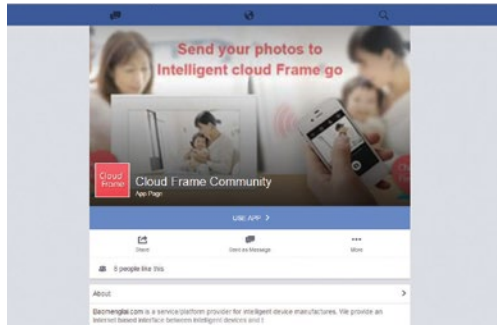 Send your photos to
Intelligent cloud Frame go
Cloud
Frame
Cloud Frame Community
App Page
USE APP >
Share
Send as Message
More
5 people like this
About
Baomenglai.com is a service/platform provider for intelligent device manufactures. We provide an
internet based interface between intelligent devices and t